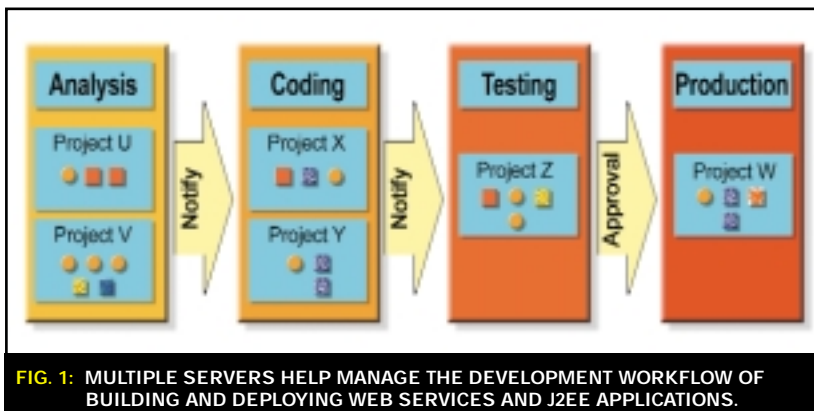 Analysis
Project U
Project V
Notify
Coding
Project X
Project Y
Notify
Testing
Project Z
Approval
Production
Project W
FIG. 1: MULTIPLE SERVERS HELP MANAGE THE DEVELOPMENT WORKFLOW OF
BUILDING AND DEPLOYING WEB SERVICES AND J2EE APPLICATIONS.